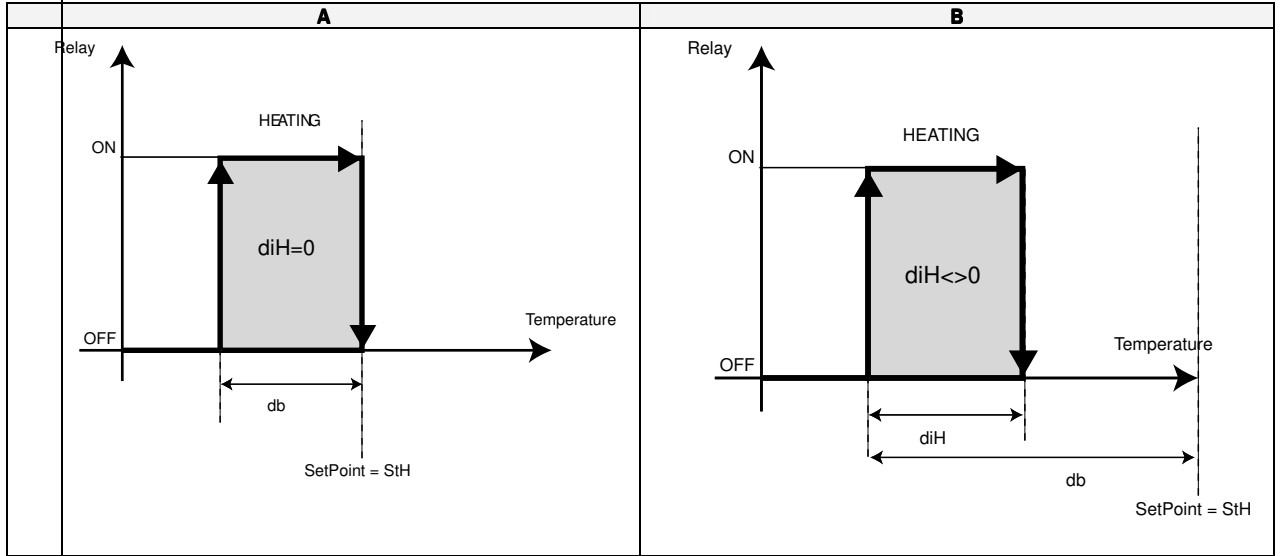 A
B
Relay
HEATING
ON
diH=0
OFF
Temperature
db
SetPoint = StH
Relay
HEATING
ON
diH<>0
Temperature
OFF
diH
db
SetPoint = StH